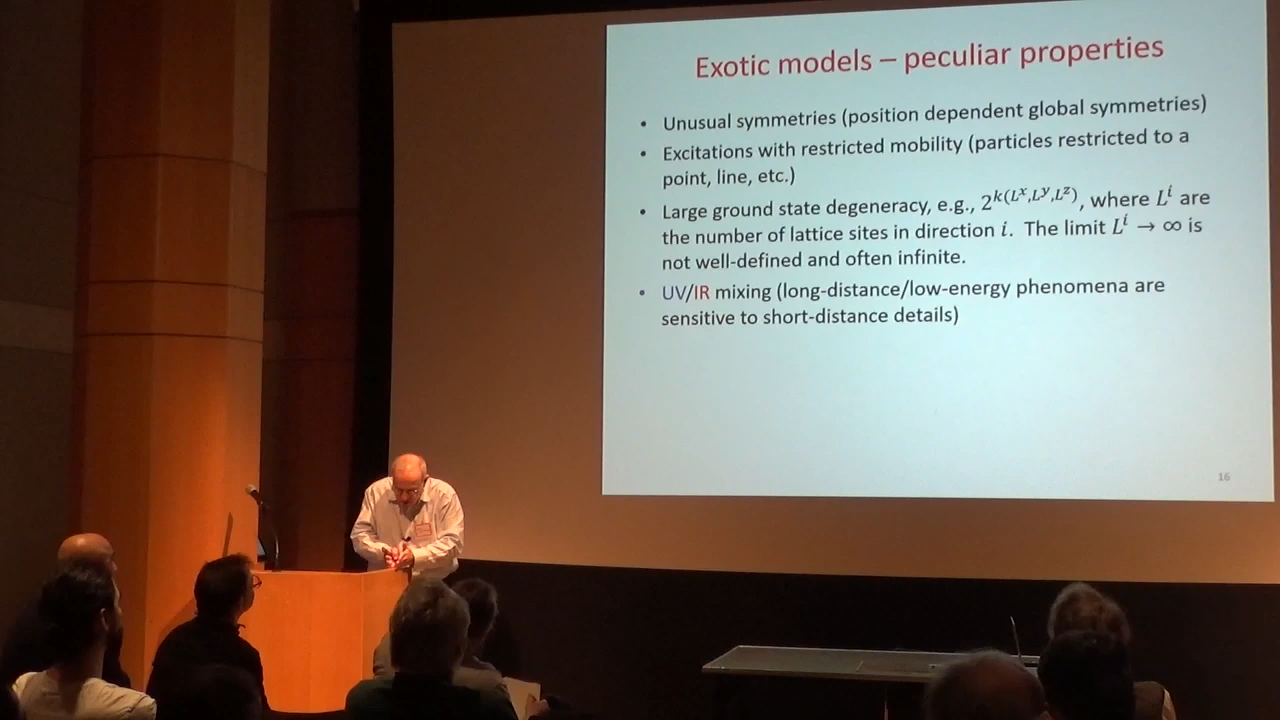 Exotic models – peculiar properties
• Unusual symmetries (position dependent global symmetries)
• Excitations with restricted mobility (particles restricted to a
point, line, etc.)
• Large ground state degeneracy, e.g., $2^{k(L^x,L^y,L^z)}$, where $L^i$ are
the number of lattice sites in direction $i$. The limit $L^i \to \infty$ is
not well-defined and often infinite.
• UV/IR mixing (long-distance/low-energy phenomena are
sensitive to short-distance details)
16